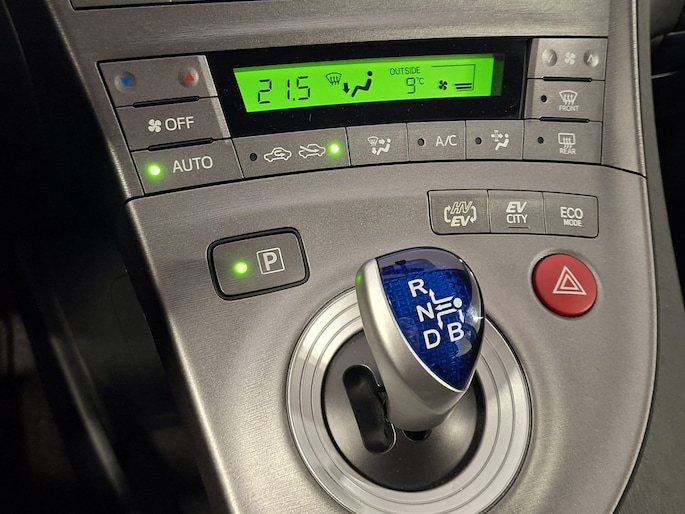 OUTSIDE
21.5 9°C
OFF
FRONT
AUTO A/C REAR
HV EV EV CITY ECO MODE
P
R
N
D B